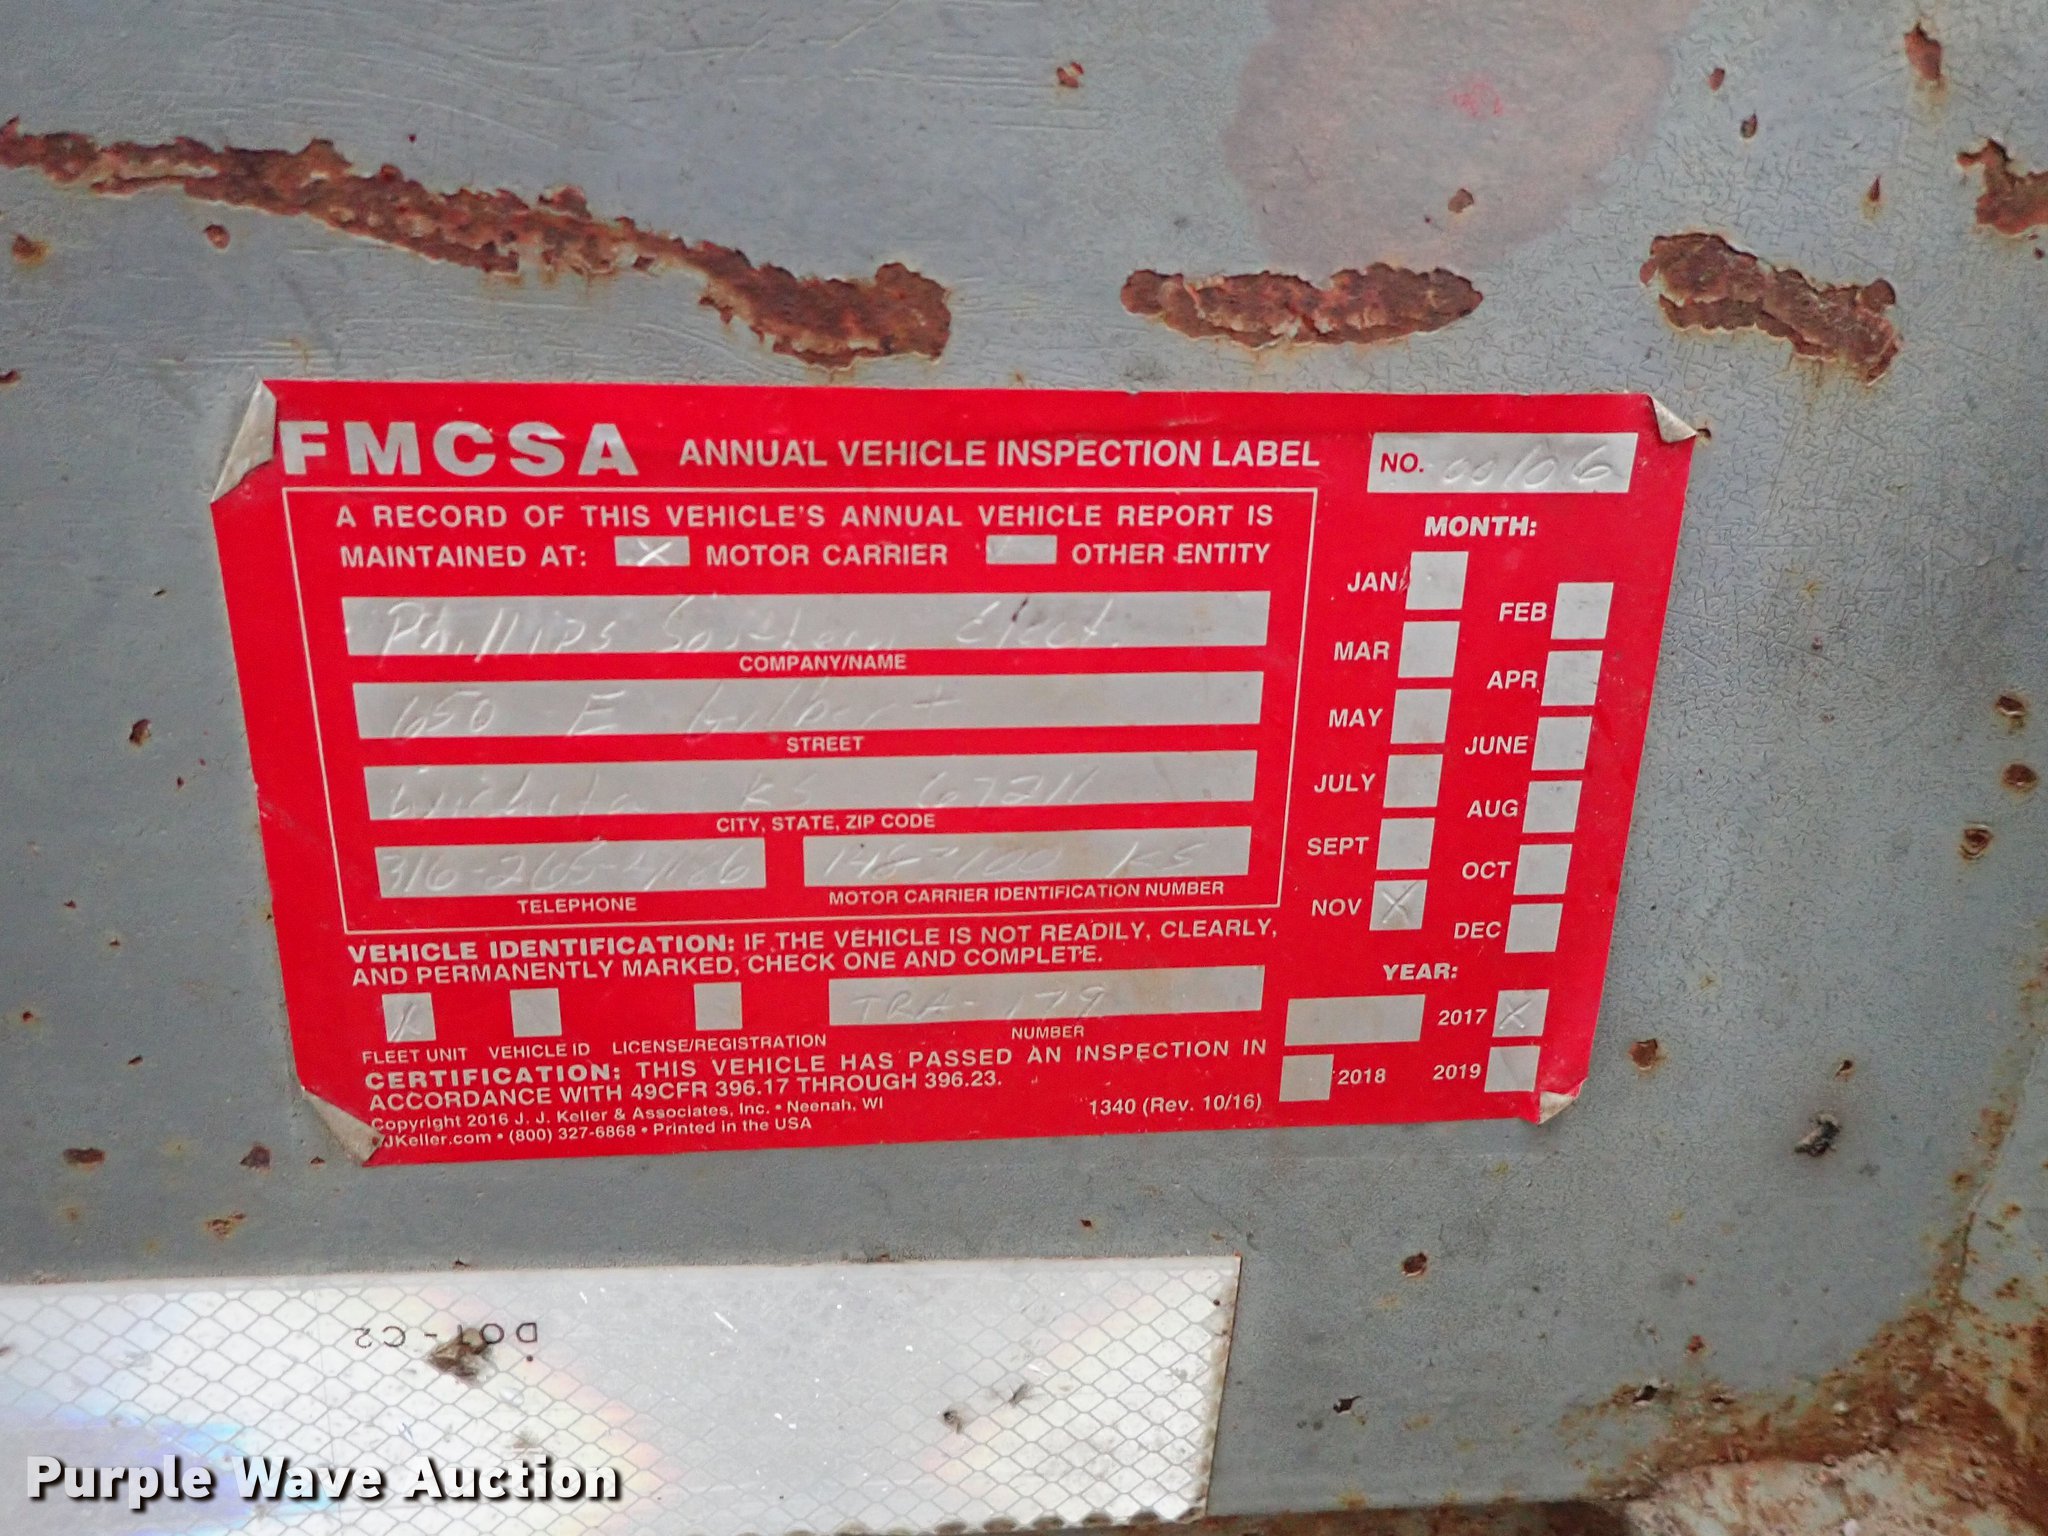 FMCSA ANNUAL VEHICLE INSPECTION LABEL
NO. 00106
A RECORD OF THIS VEHICLE'S ANNUAL VEHICLE REPORT IS
MAINTAINED AT: X MOTOR CARRIER OTHER ENTITY
Phillips Southern Elect.
COMPANY/NAME
650 E Gilbert
STREET
Wichita KS 67211
CITY, STATE, ZIP CODE
316-265-4186
TELEPHONE
KS
MOTOR CARRIER IDENTIFICATION NUMBER
VEHICLE IDENTIFICATION: IF THE VEHICLE IS NOT READILY, CLEARLY,
AND PERMANENTLY MARKED, CHECK ONE AND COMPLETE.
X
FLEET UNIT VEHICLE ID LICENSE/REGISTRATION
TRA-179
NUMBER
CERTIFICATION: THIS VEHICLE HAS PASSED AN INSPECTION IN
ACCORDANCE WITH 49CFR 396.17 THROUGH 396.23.
Copyright 2016 J. J. Keller & Associates, Inc. • Neenah, WI
JJKeller.com • (800) 327-6868 • Printed in the USA
1340 (Rev. 10/16)
MONTH:
JAN
FEB
MAR
APR
MAY
JUNE
JULY
AUG
SEPT
OCT
NOV X
DEC
YEAR:
2017 X
2018
2019
DOT-C2
Purple Wave Auction